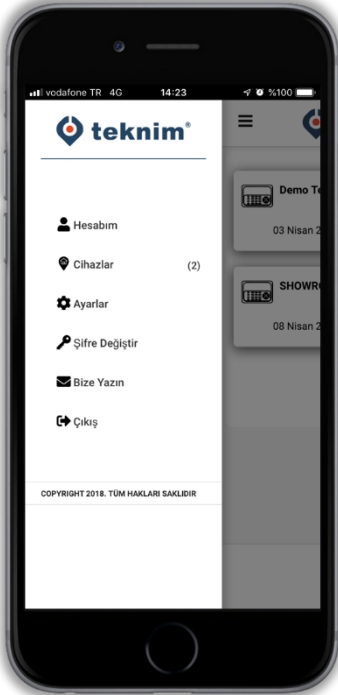 vodafone TR 4G 14:23 %100
teknim®
Hesabım
Cihazlar (2)
Ayarlar
Şifre Değiştir
Bize Yazın
Çıkış
COPYRIGHT 2018. TÜM HAKLARI SAKLIDIR
Demo
03 Nisan
08 Nisan